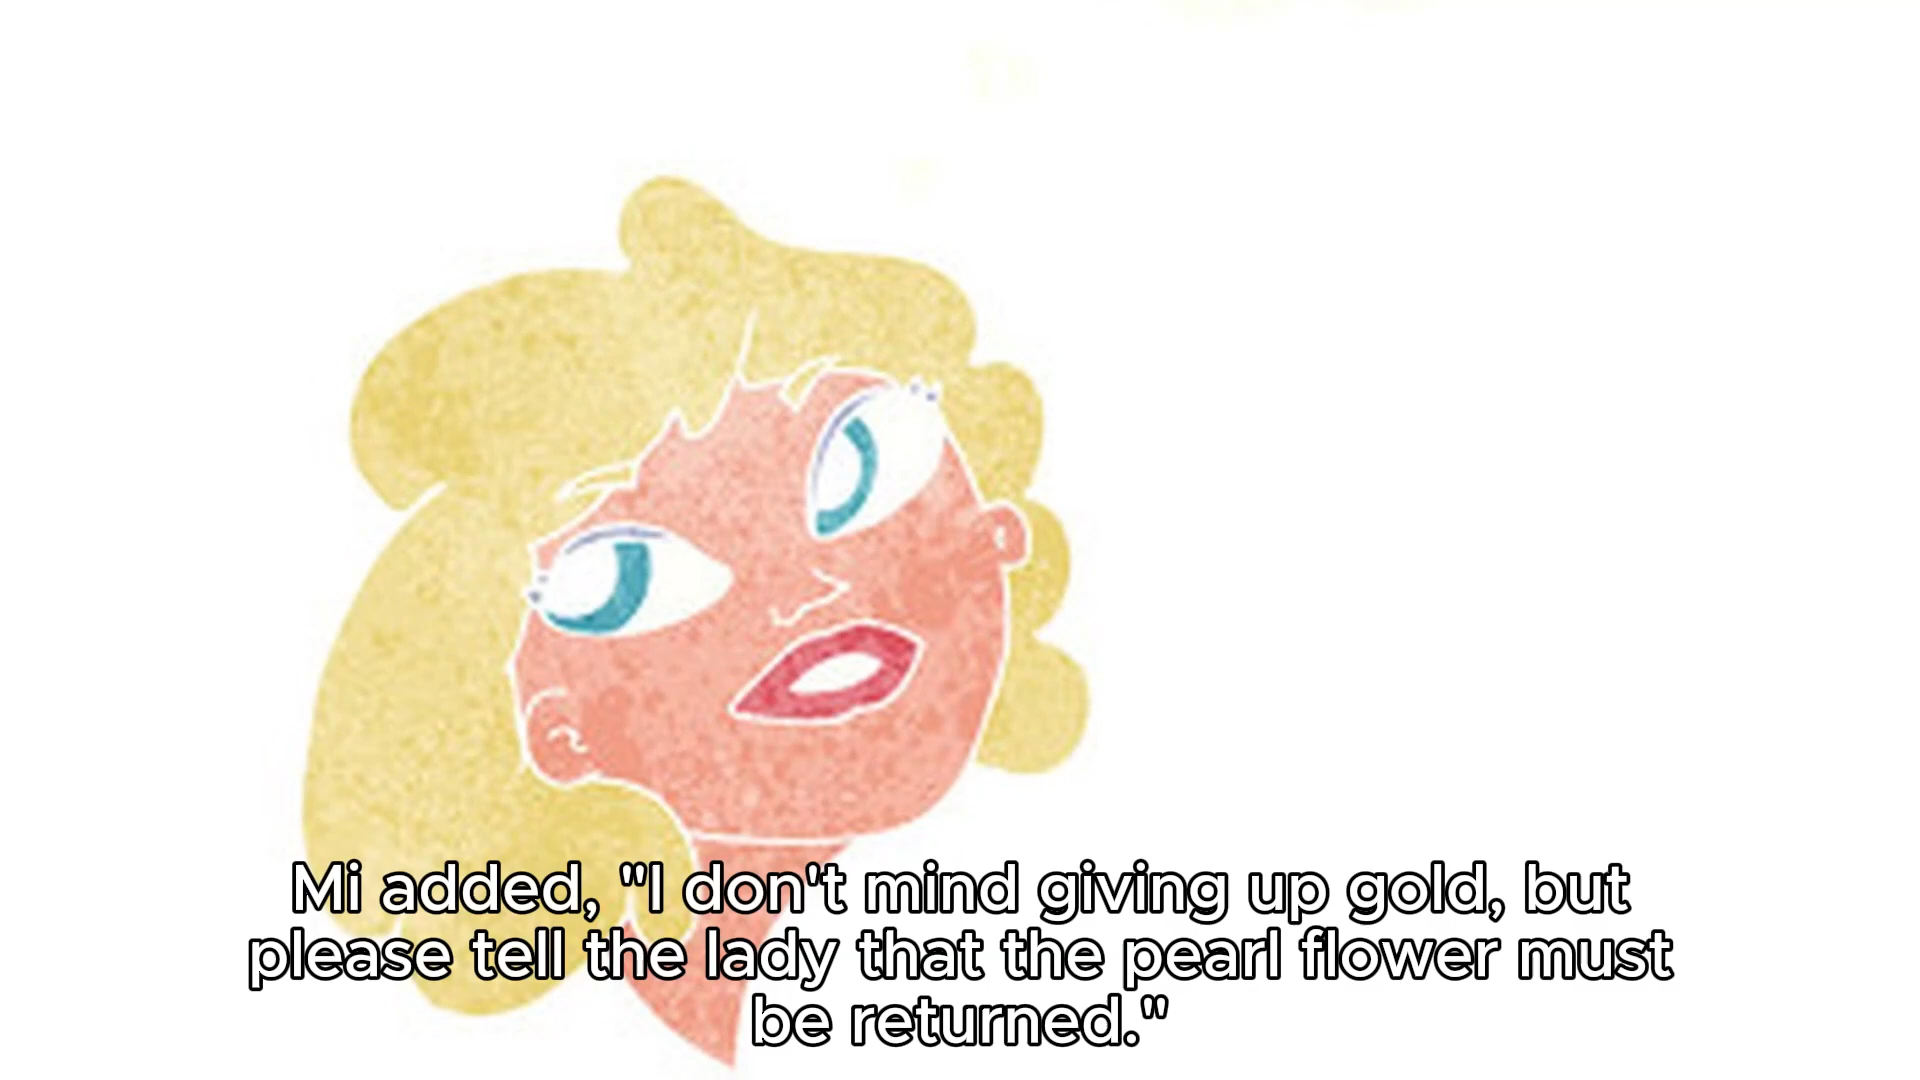 Mi added, "I don't mind giving up gold, but
please tell the lady that the pearl flower must
be returned."